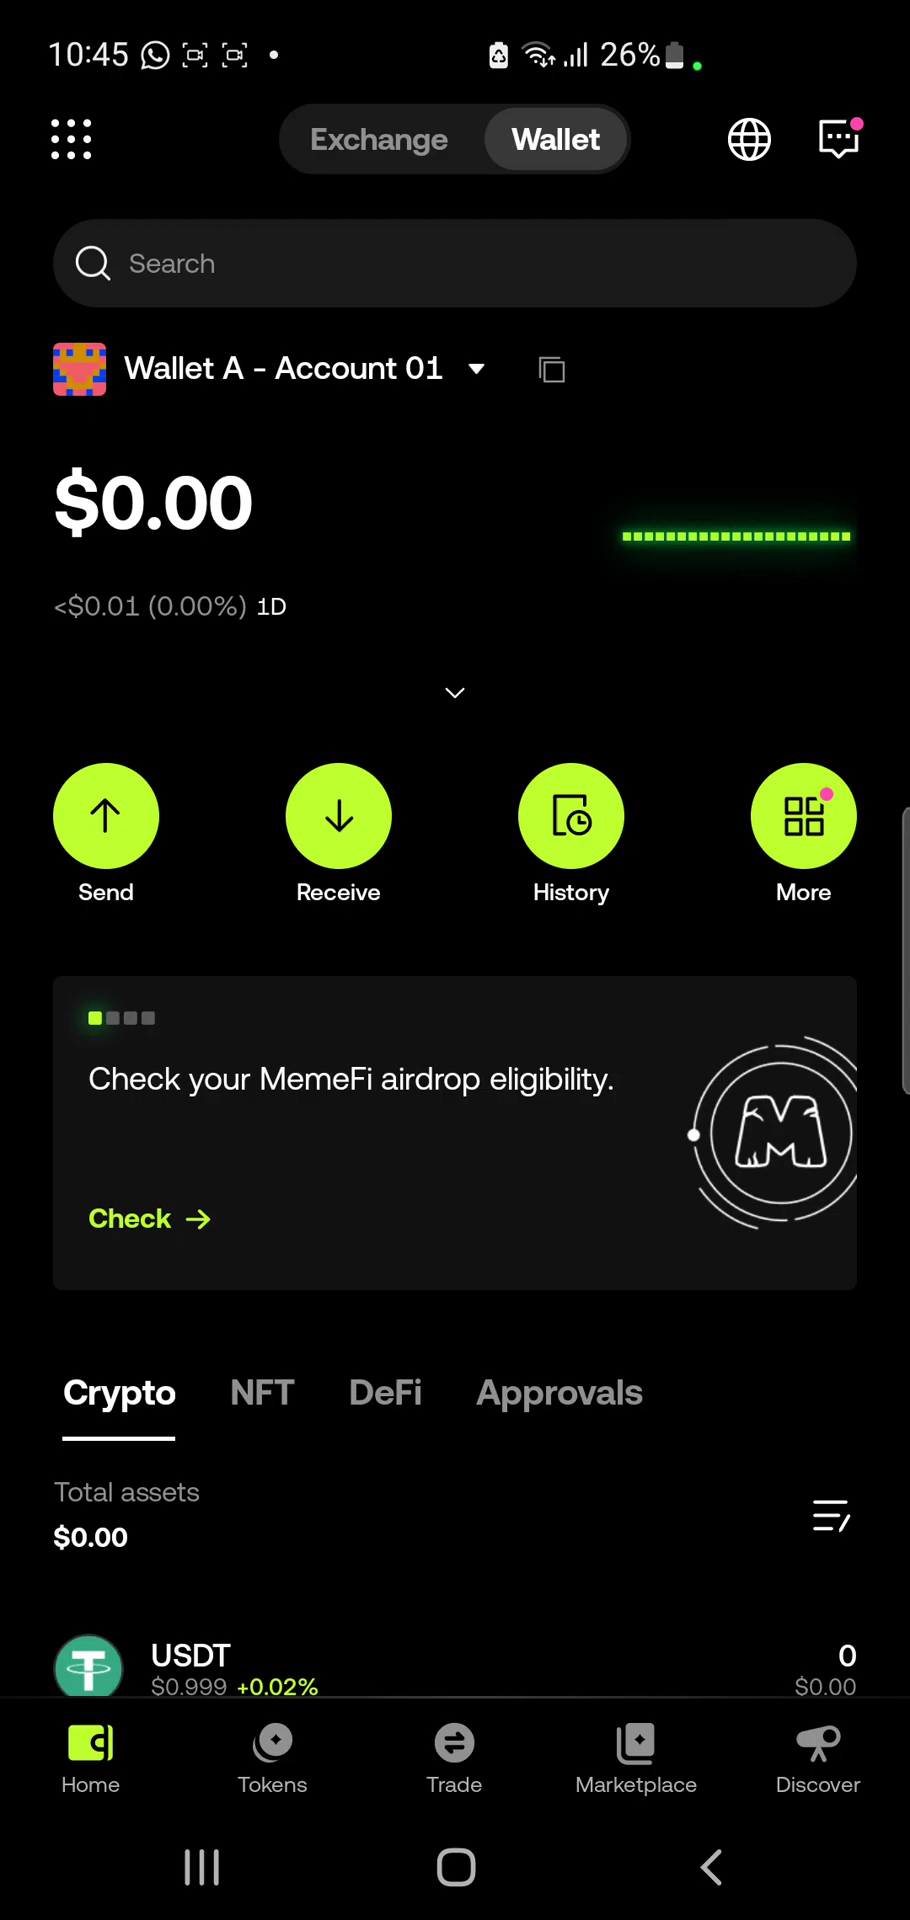 10:45
26%
Exchange
Wallet
Search
Wallet A - Account 01
$0.00
<$0.01 (0.00%) 1D
Send
Receive
History
More
Check your MemeFi airdrop eligibility.
Check →
Crypto
NFT
DeFi
Approvals
Total assets
$0.00
USDT
0
$0.999 +0.02%
$0.00
Home
Tokens
Trade
Marketplace
Discover